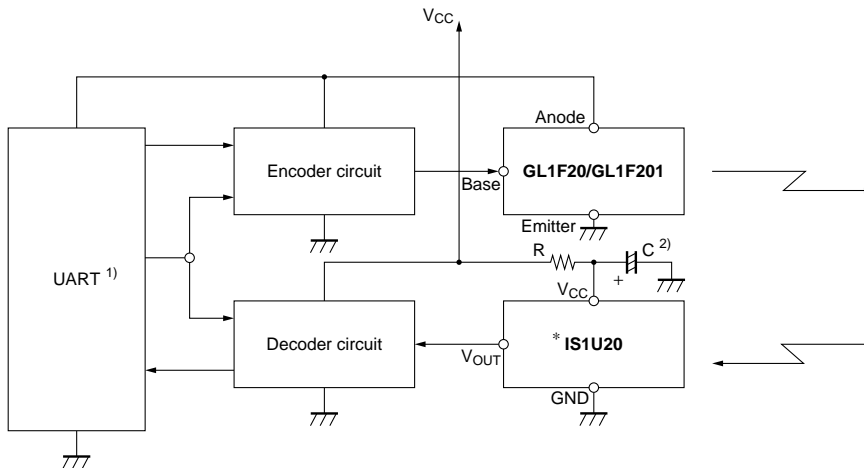 VCC
Anode
Encoder circuit
Base
GL1F20/GL1F201
Emitter
R
C 2)
+
UART 1)
VCC
Decoder circuit
VOUT
* IS1U20
GND